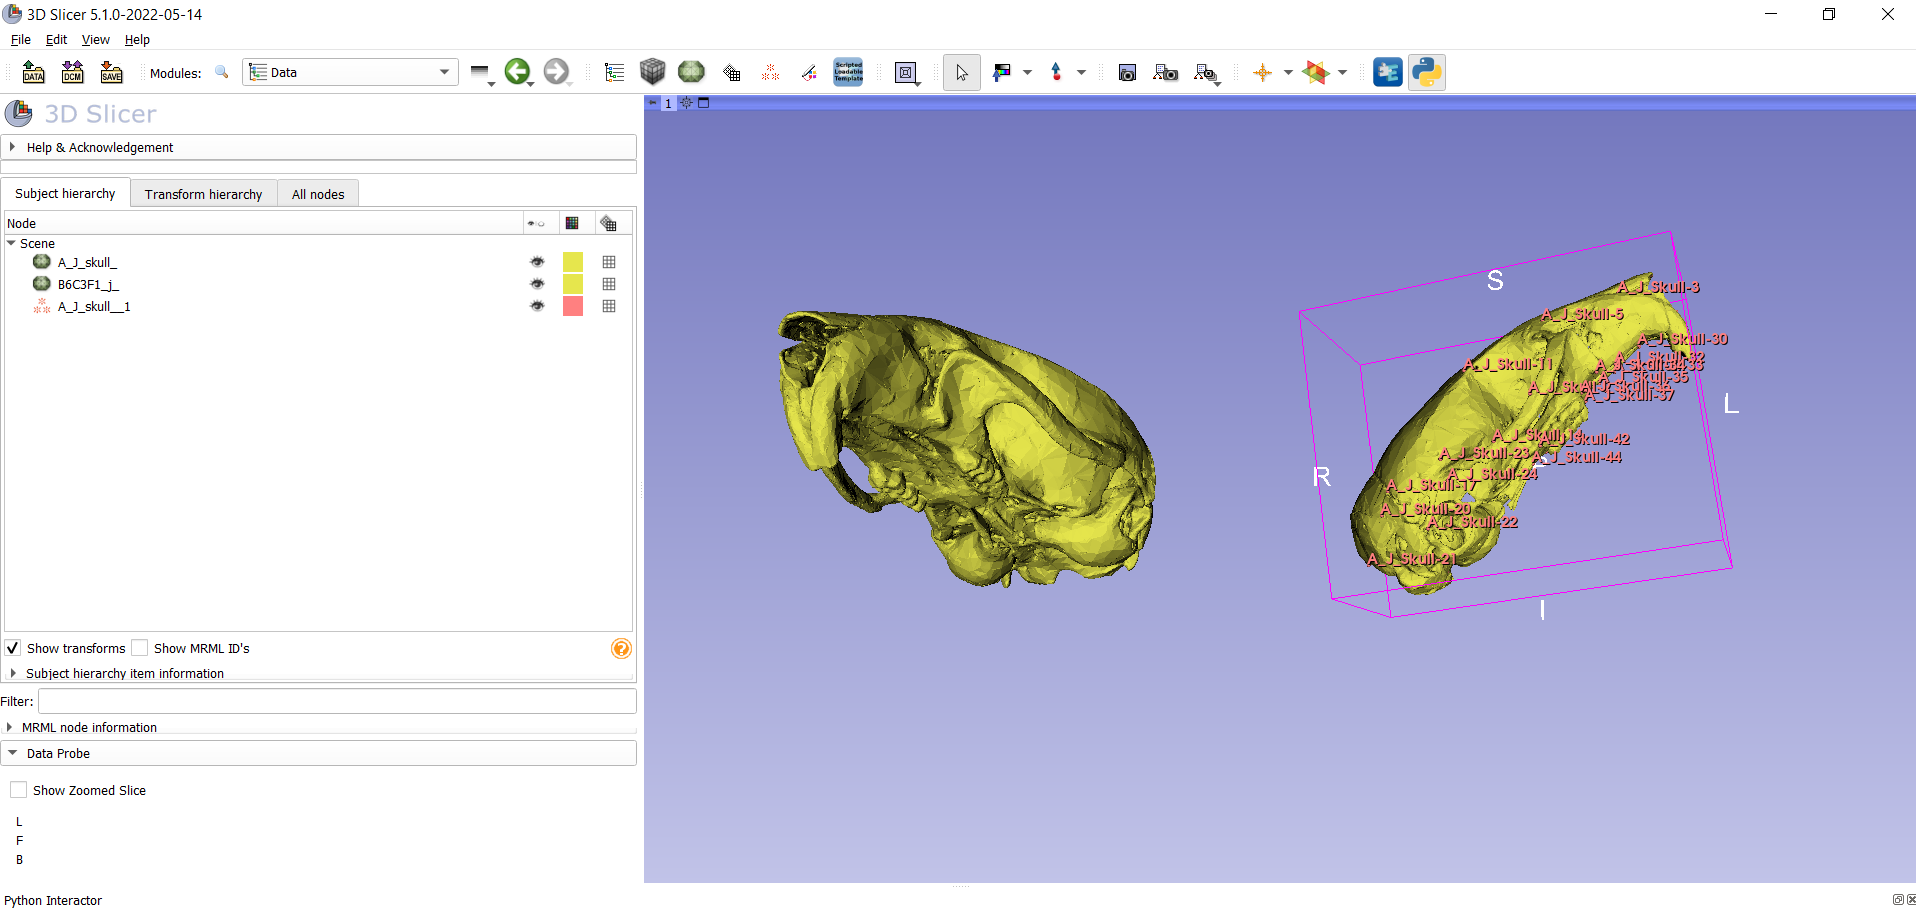 3D Slicer 5.1.0-2022-05-14
File Edit View Help
DATA DCM SAVE Modules: Data Scripted Loadable Template
3D Slicer
1
Help & Acknowledgement
Subject hierarchy Transform hierarchy All nodes
Node
Scene
A_J_skull_
B6C3F1_j_
A_J_skull__1
S
A_J_Skull-3
A_J_Skull-5
A_J_Skull-30
A_J_Skull-11
A_J_Skull-35
A_J_Skull-37
L
A_J_Skull-42
A_J_Skull-23
A_J_Skull-44
R
A_J_Skull-24
A_J_Skull-17
A_J_Skull-20
A_J_Skull-22
A_J_Skull-21
I
Show transforms Show MRML ID's ?
Subject hierarchy item information
Filter:
MRML node information
Data Probe
Show Zoomed Slice
L
F
B
Python Interactor